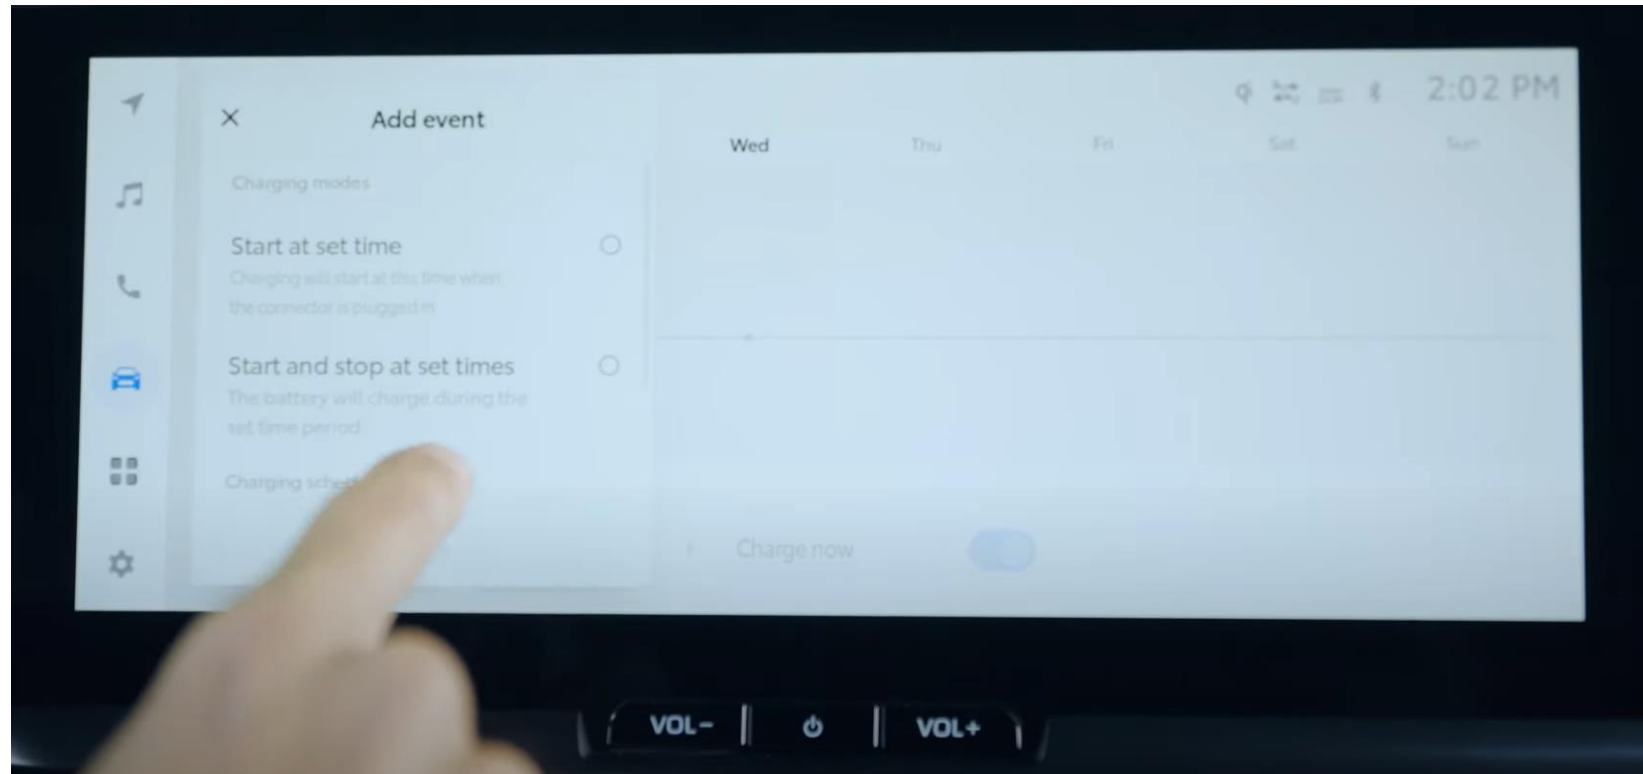 2:02 PM
Add event
Wed
Thu
Fri
Sat
Sun
Charging modes
Start at set time
Charging will start at this time when
the connector is plugged in
Start and stop at set times
The battery will charge during the
set time period
Charging
Charge now
VOL-
VOL+